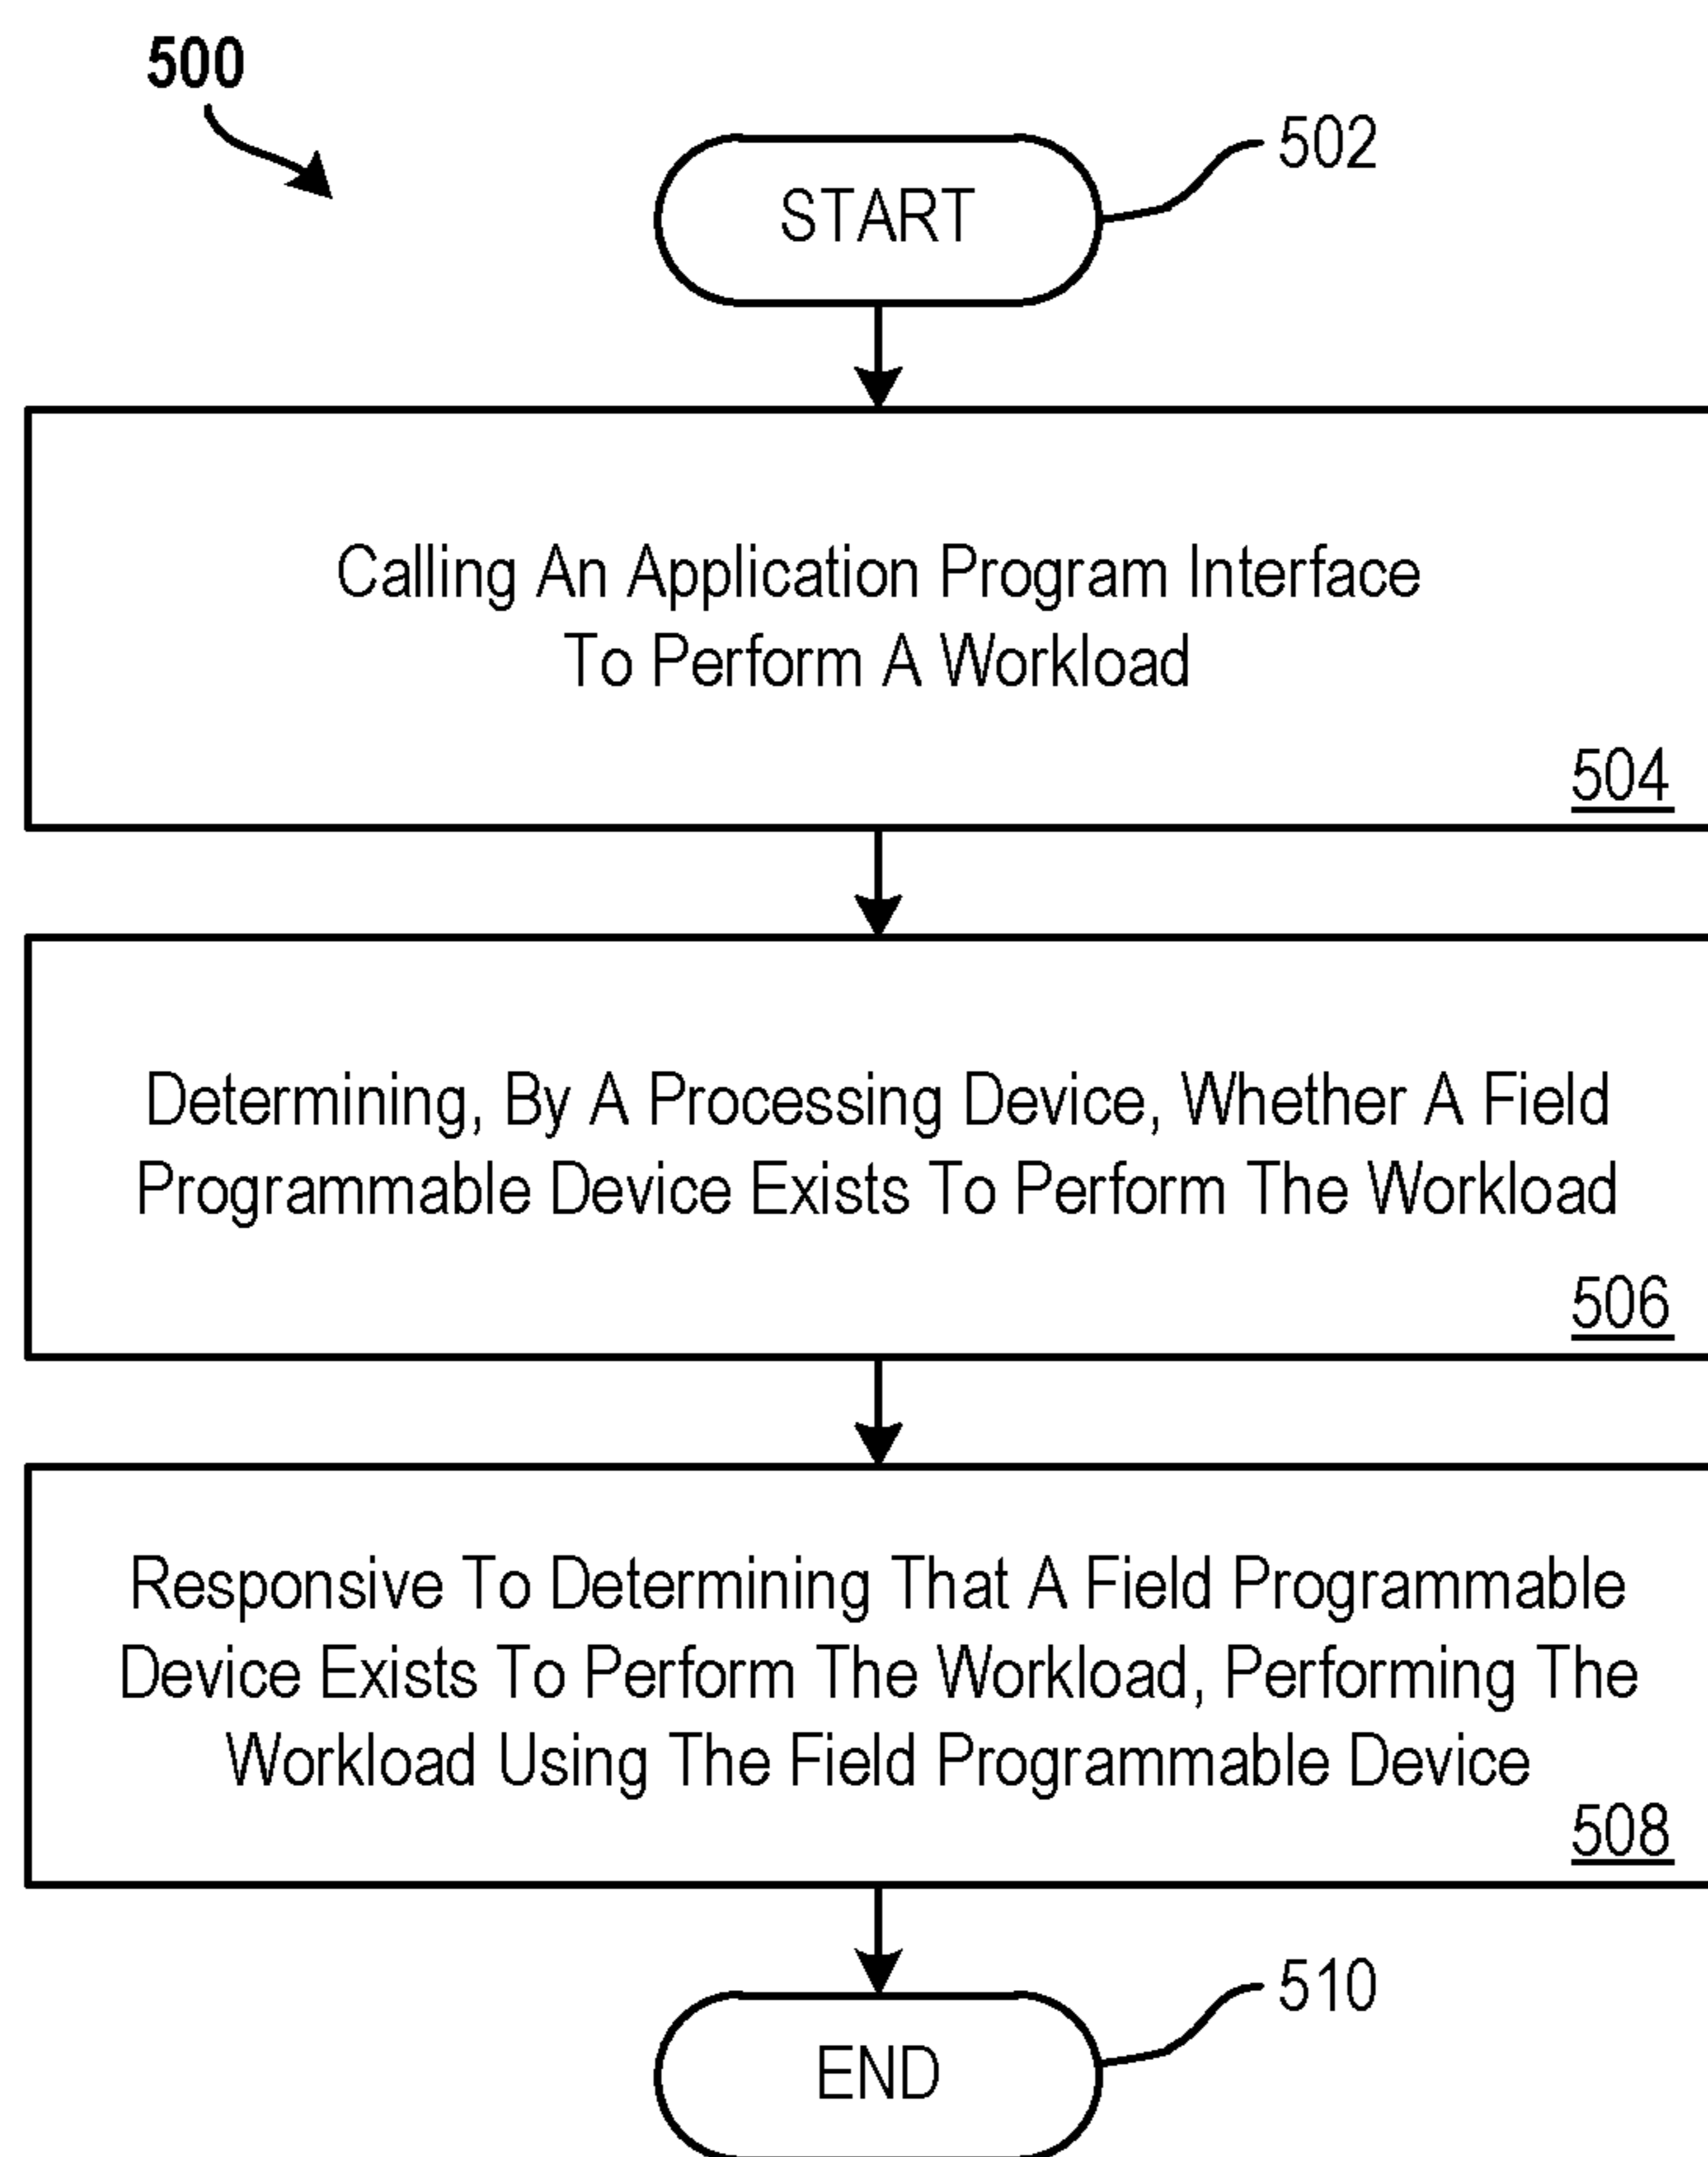 500
502
START
Calling An Application Program Interface
To Perform A Workload
504
Determining, By A Processing Device, Whether A Field
Programmable Device Exists To Perform The Workload
506
Responsive To Determining That A Field Programmable
Device Exists To Perform The Workload, Performing The
Workload Using The Field Programmable Device
508
510
END